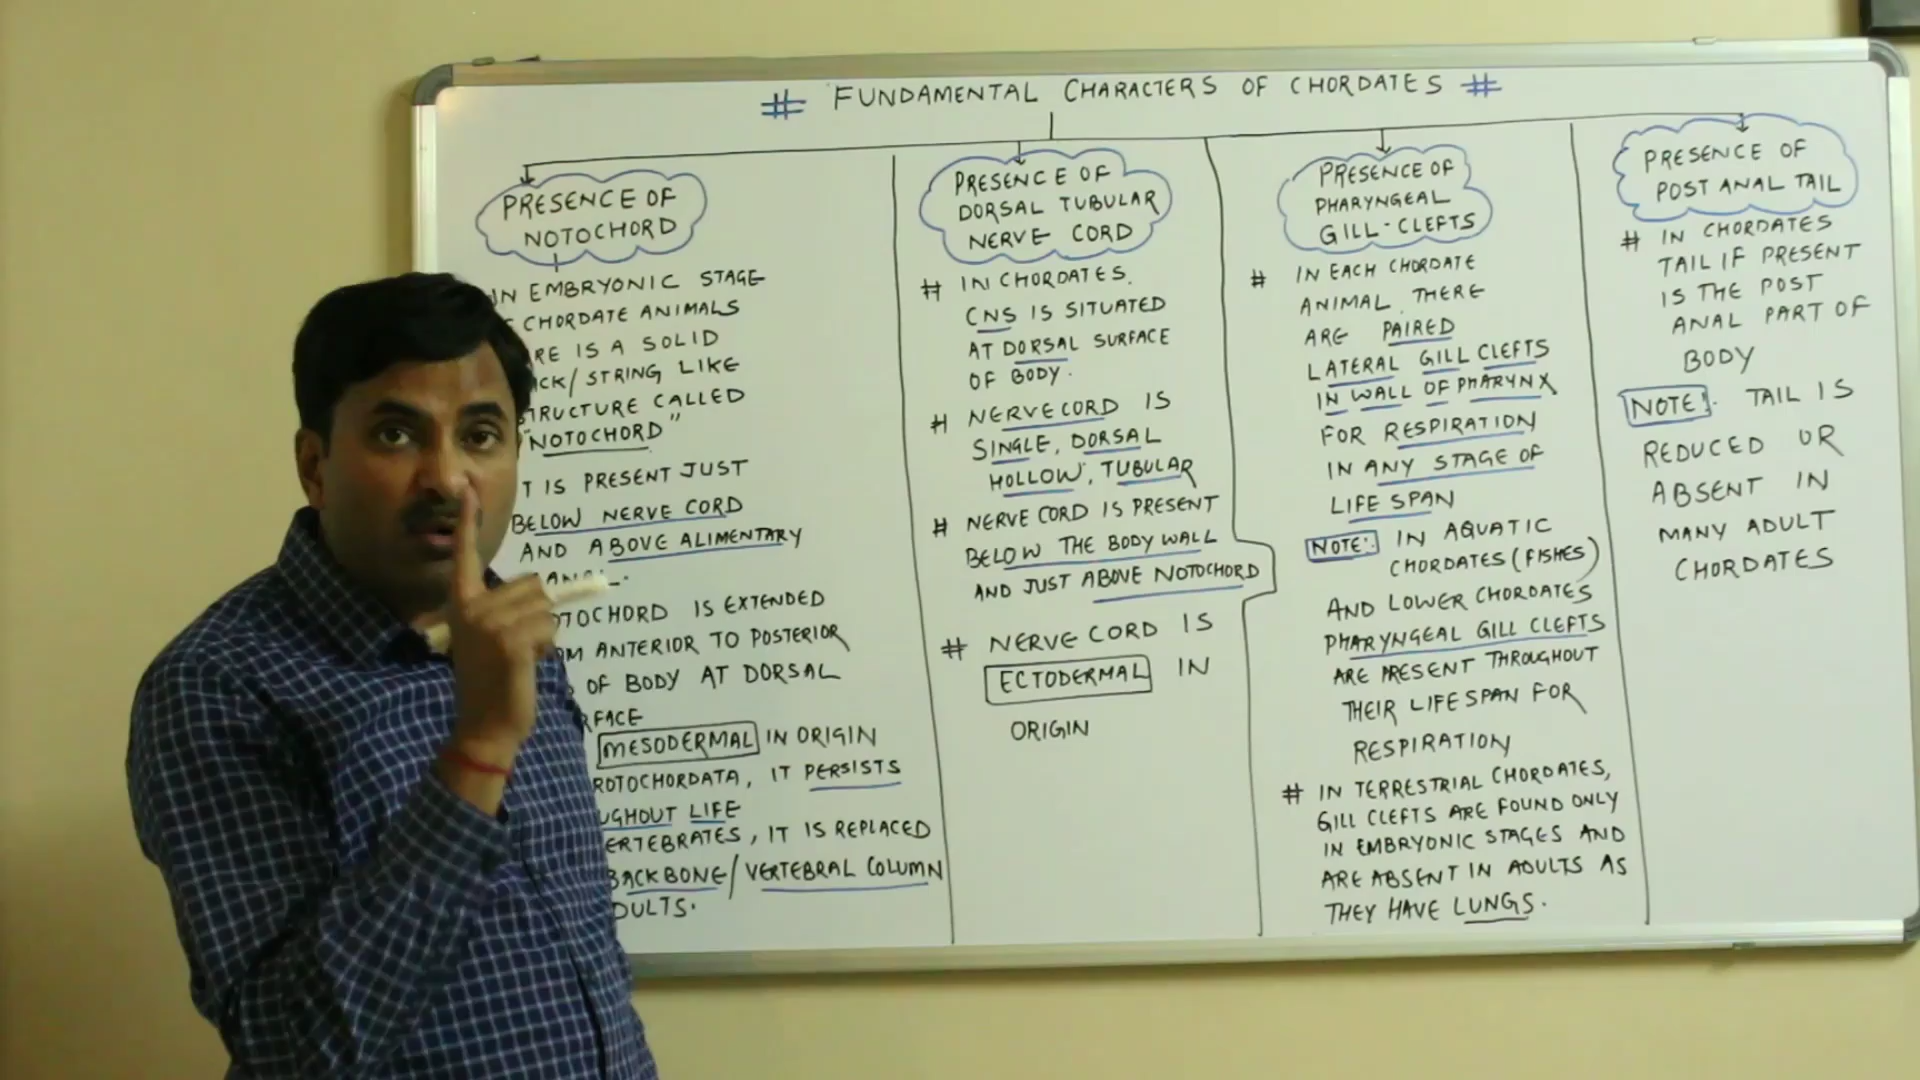 # FUNDAMENTAL CHARACTERS OF CHORDATES #
PRESENCE OF
NOTOCHORD
IN EMBRYONIC STAGE
CHORDATE ANIMALS
IS A SOLID
/ STRING LIKE
STRUCTURE CALLED
"NOTOCHORD"
IT IS PRESENT JUST
BELOW NERVE CORD
AND ABOVE ALIMENTARY
NOTOCHORD IS EXTENDED
ANTERIOR TO POSTERIOR
OF BODY AT DORSAL
MESODERMAL IN ORIGIN
PROTOCHORDATA, IT PERSISTS
LIFE
VERTEBRATES, IT IS REPLACED
BACKBONE / VERTEBRAL COLUMN
ADULTS.
PRESENCE OF
DORSAL TUBULAR
NERVE CORD
# IN CHORDATES.
CNS IS SITUATED
AT DORSAL SURFACE
OF BODY.
# NERVE CORD IS
SINGLE, DORSAL
HOLLOW, TUBULAR
# NERVE CORD IS PRESENT
BELOW THE BODY WALL
AND JUST ABOVE NOTOCHORD
# NERVE CORD IS
ECTODERMAL IN
ORIGIN
PRESENCE OF
PHARYNGEAL
GILL-CLEFTS
# IN EACH CHORDATE
ANIMAL THERE
ARE PAIRED
LATERAL GILL CLEFTS
IN WALL OF PHARYNX
FOR RESPIRATION
IN ANY STAGE OF
LIFE SPAN
NOTE: IN AQUATIC
CHORDATES (FISHES)
AND LOWER CHORDATES
PHARYNGEAL GILL CLEFTS
ARE PRESENT THROUGHOUT
THEIR LIFE SPAN FOR
RESPIRATION
# IN TERRESTRIAL CHORDATES,
GILL CLEFTS ARE FOUND ONLY
IN EMBRYONIC STAGES AND
ARE ABSENT IN ADULTS AS
THEY HAVE LUNGS.
PRESENCE OF
POST ANAL TAIL
# IN CHORDATES
TAIL IF PRESENT
IS THE POST
ANAL PART OF
BODY
NOTE: TAIL IS
REDUCED OR
ABSENT IN
MANY ADULT
CHORDATES